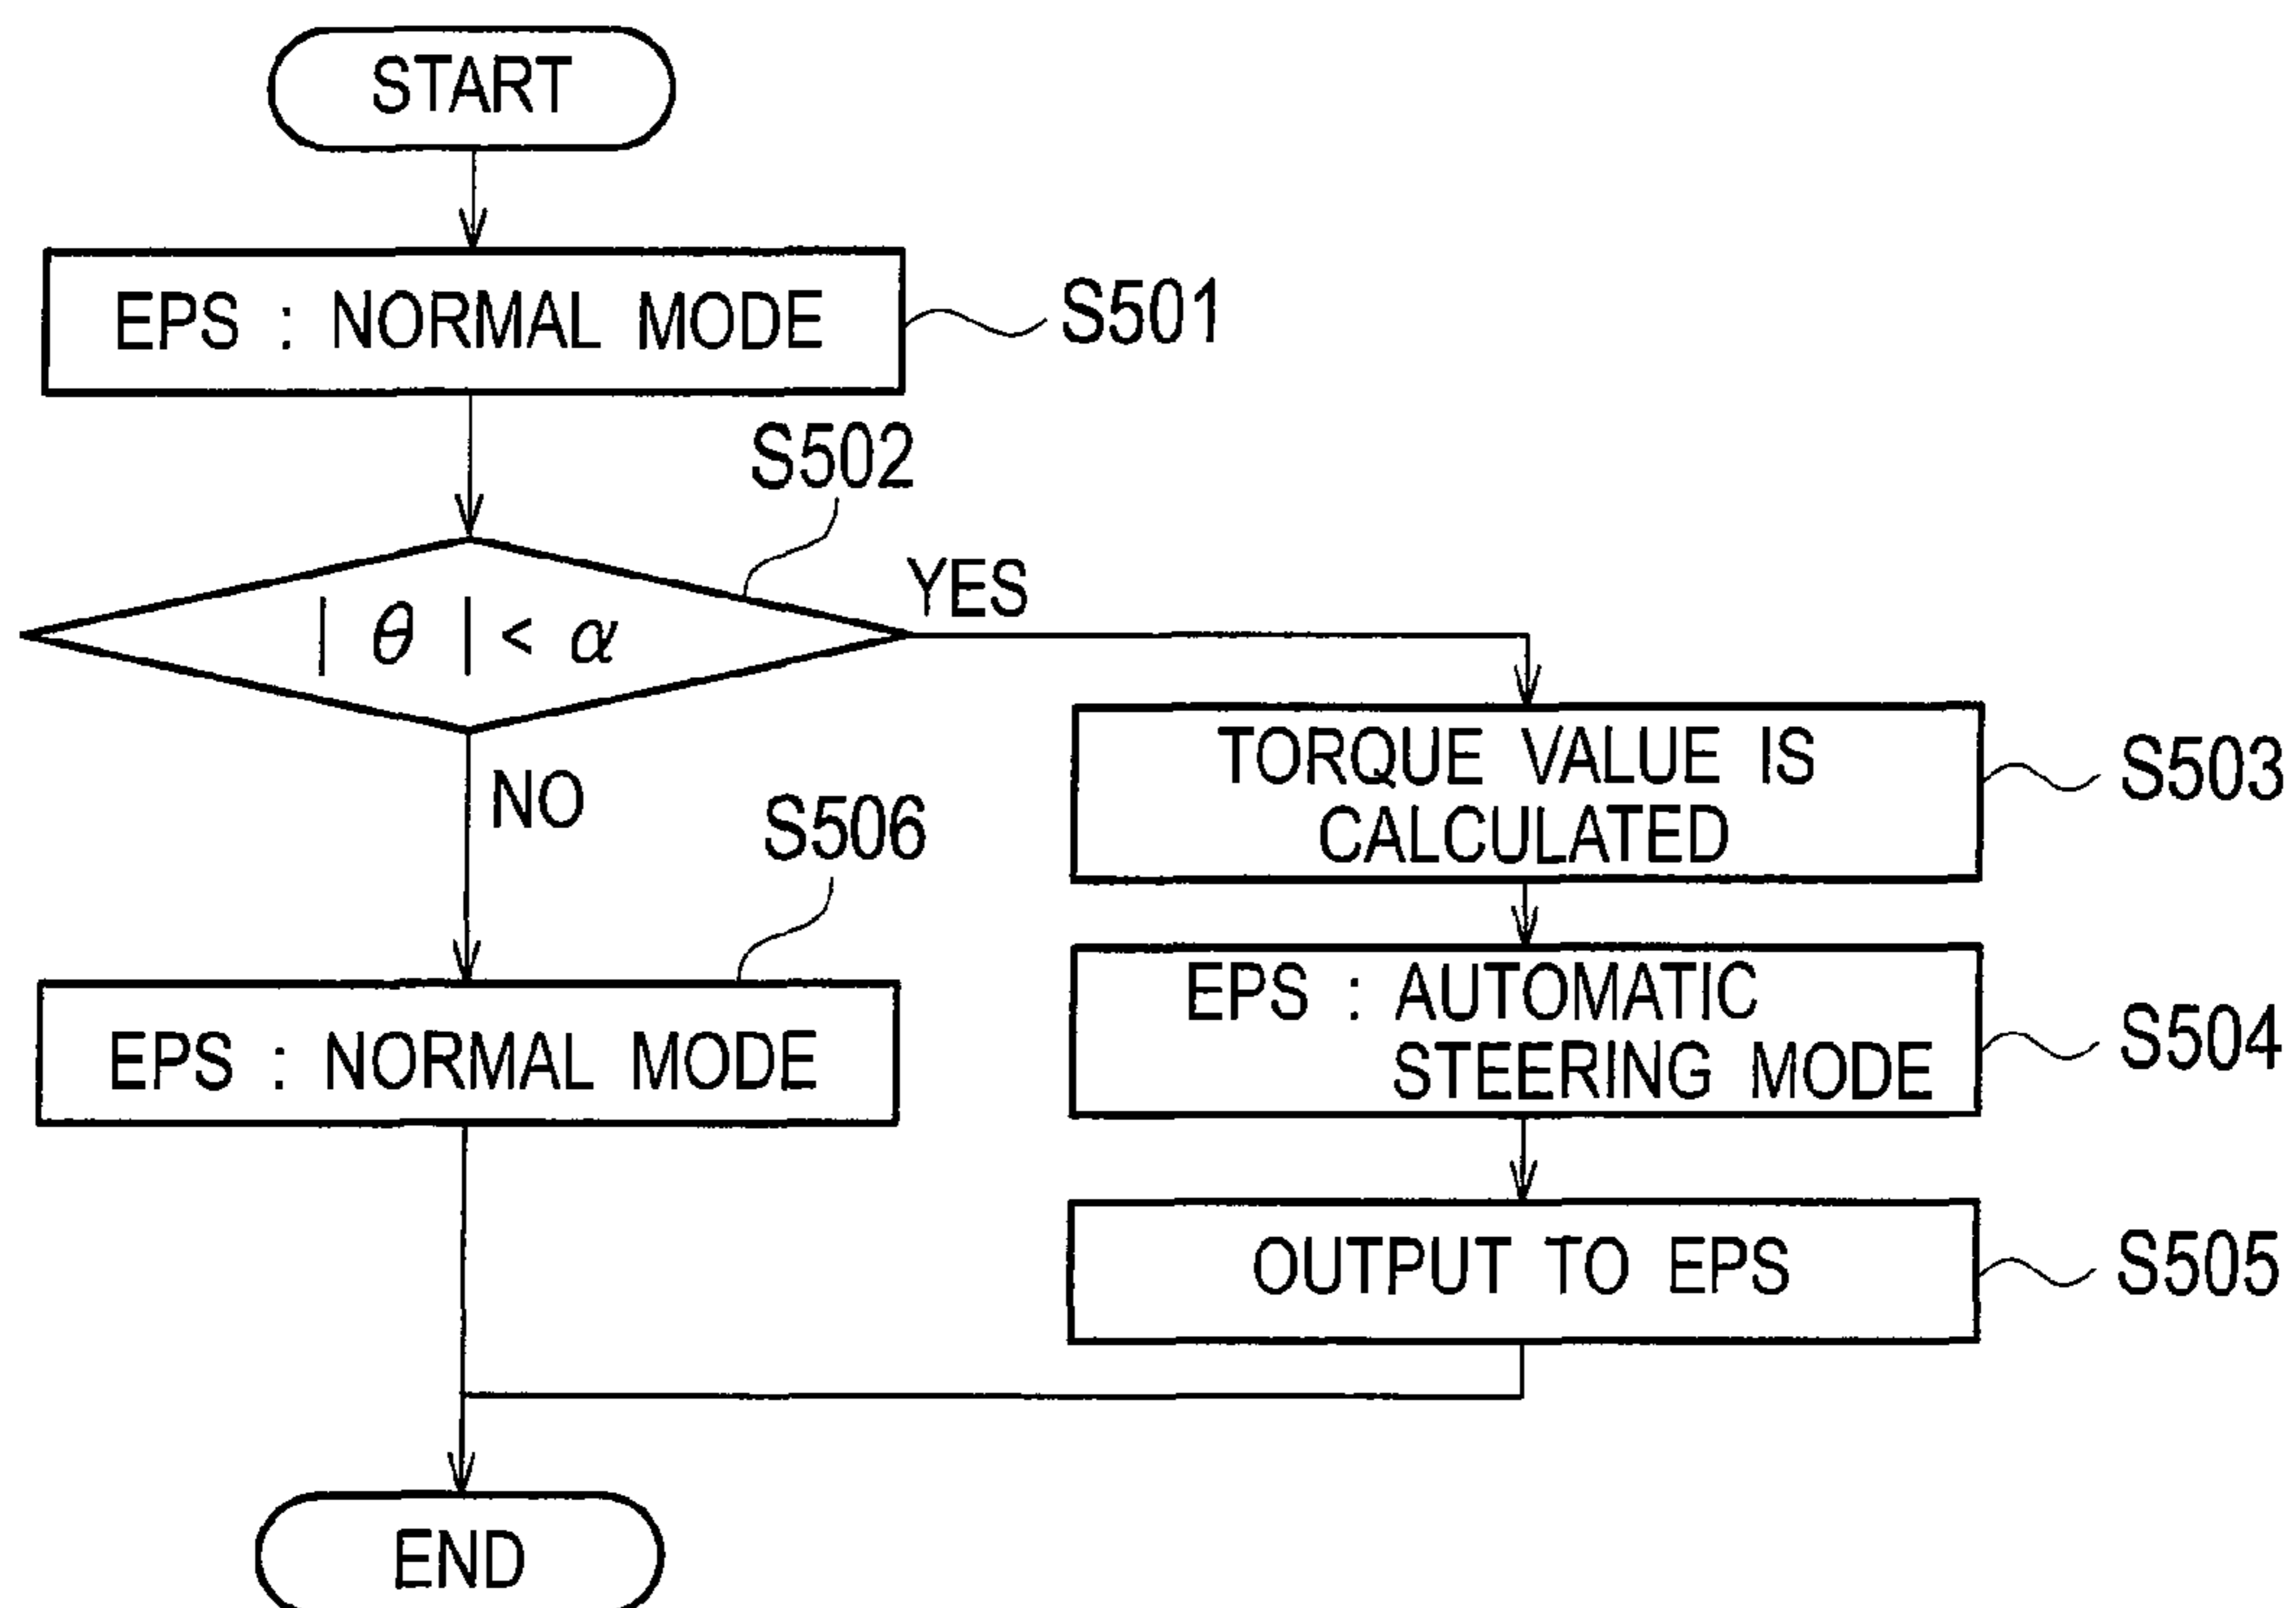 START
EPS : NORMAL MODE
S501
S502
| θ | < α
YES
NO
TORQUE VALUE IS
CALCULATED
S503
EPS : AUTOMATIC
STEERING MODE
S504
OUTPUT TO EPS
S505
S506
EPS : NORMAL MODE
END